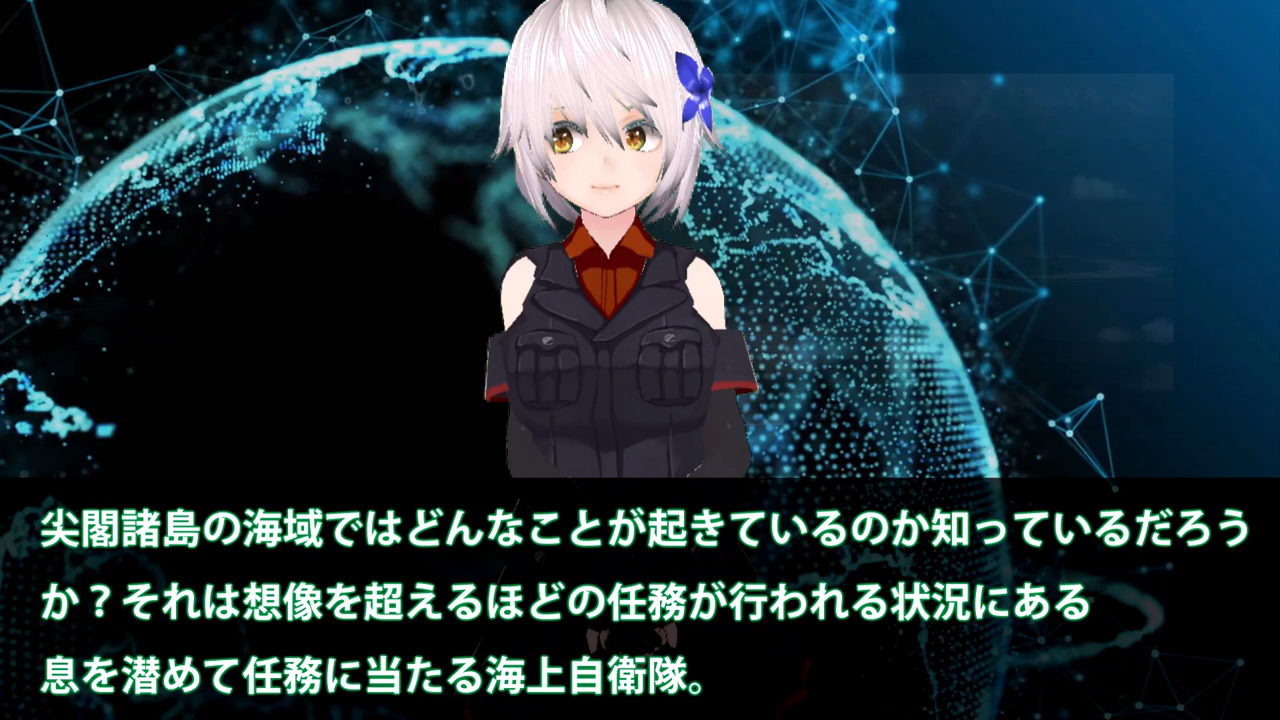 尖閣諸島の海域ではどんなことが起きているのか知っているだろう
か？それは想像を超えるほどの任務が行われる状況にある
息を潜めて任務に当たる海上自衛隊。